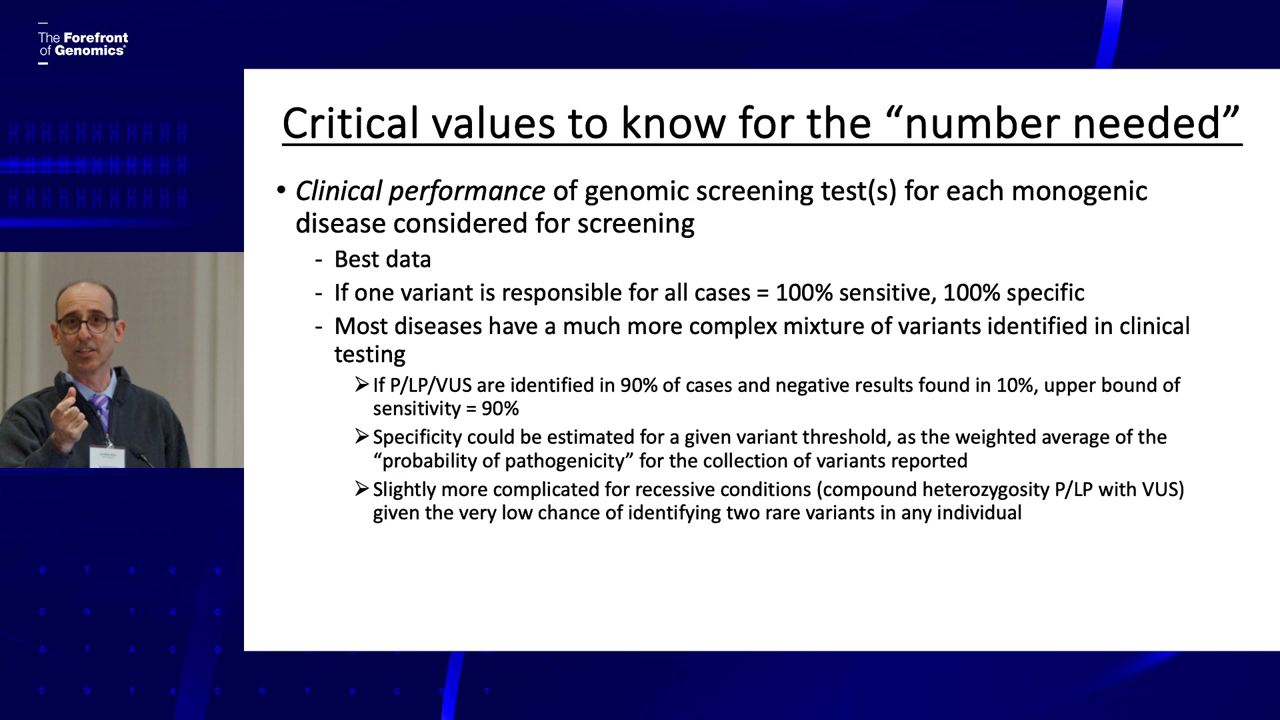 The Forefront
of Genomics
Critical values to know for the “number needed”
• Clinical performance of genomic screening test(s) for each monogenic
disease considered for screening
- Best data
- If one variant is responsible for all cases = 100% sensitive, 100% specific
- Most diseases have a much more complex mixture of variants identified in clinical
testing
➢If P/LP/VUS are identified in 90% of cases and negative results found in 10%, upper bound of
sensitivity = 90%
➢Specificity could be estimated for a given variant threshold, as the weighted average of the
“probability of pathogenicity” for the collection of variants reported
➢Slightly more complicated for recessive conditions (compound heterozygosity P/LP with VUS)
given the very low chance of identifying two rare variants in any individual